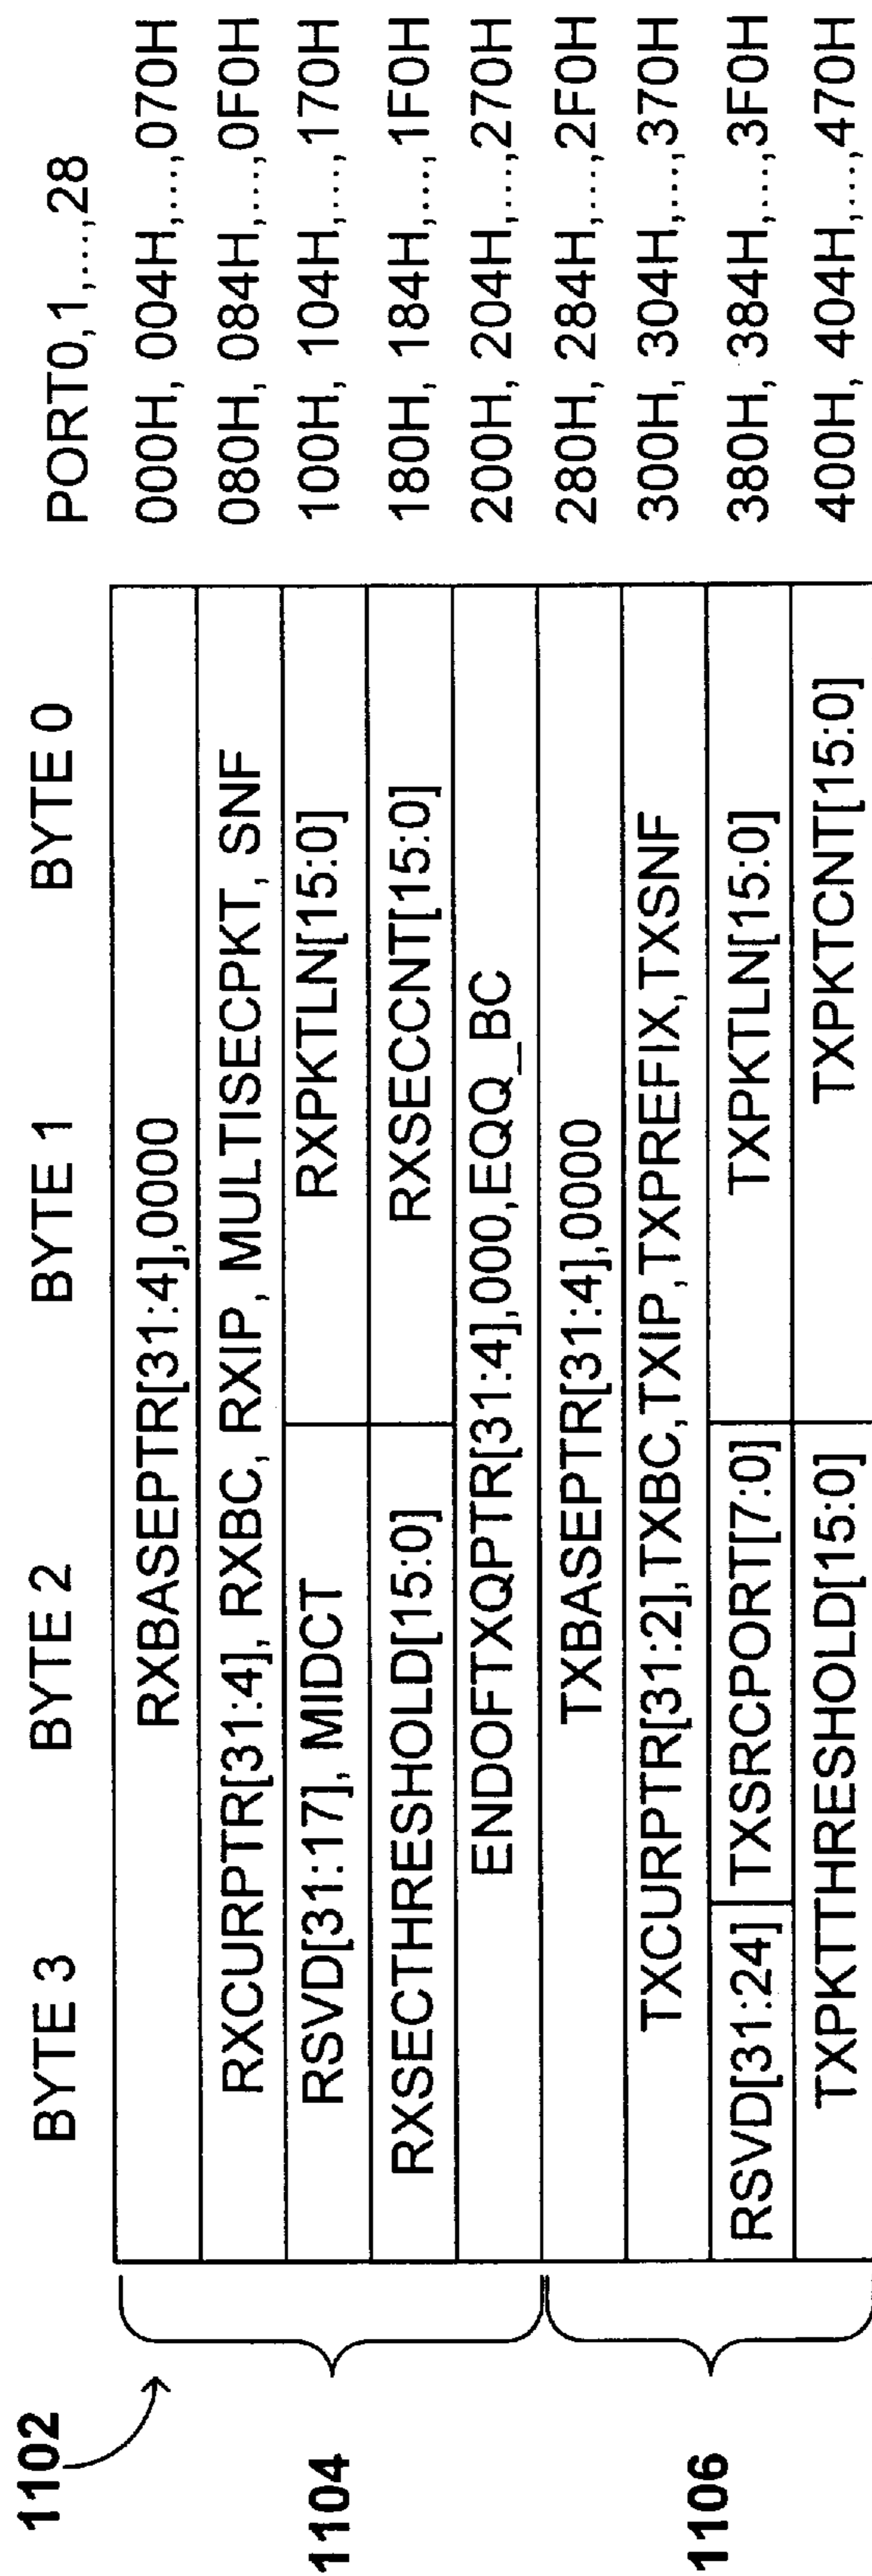 1102
BYTE 3 BYTE 2 BYTE 1 BYTE 0 PORT0,1,...,28
1104
RXBASEPTR[31:4],0000 000H, 004H,...,070H
RXCURPTR[31:4], RXBC, RXIP, MULTISECPKT, SNF 080H, 084H,...,0F0H
RSVD[31:17], MIDCT RXPKTLN[15:0] 100H, 104H,...,170H
RXSECTHRESHOLD[15:0] RXSECCNT[15:0] 180H, 184H,...,1F0H
ENDOFTXQPTR[31:4],000,EQQ_BC 200H, 204H,...,270H
1106
TXBASEPTR[31:4],0000 280H, 284H,...,2F0H
TXCURPTR[31:2],TXBC,TXIP,TXPREFIX,TXSNF 300H, 304H,...,370H
RSVD[31:24] TXSRCPORT[7:0] TXPKTLN[15:0] 380H, 384H,...,3F0H
TXPKTTHRESHOLD[15:0] TXPKTCNT[15:0] 400H, 404H,...,470H